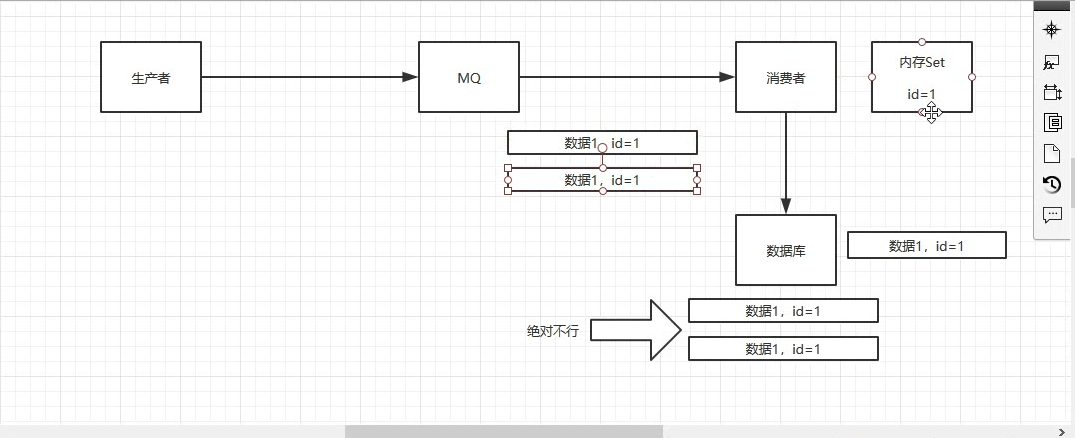 生产者
MQ
消费者
内存Set
id=1
数据1，id=1
数据1，id=1
数据库
数据1，id=1
绝对不行
数据1，id=1
数据1，id=1
fx